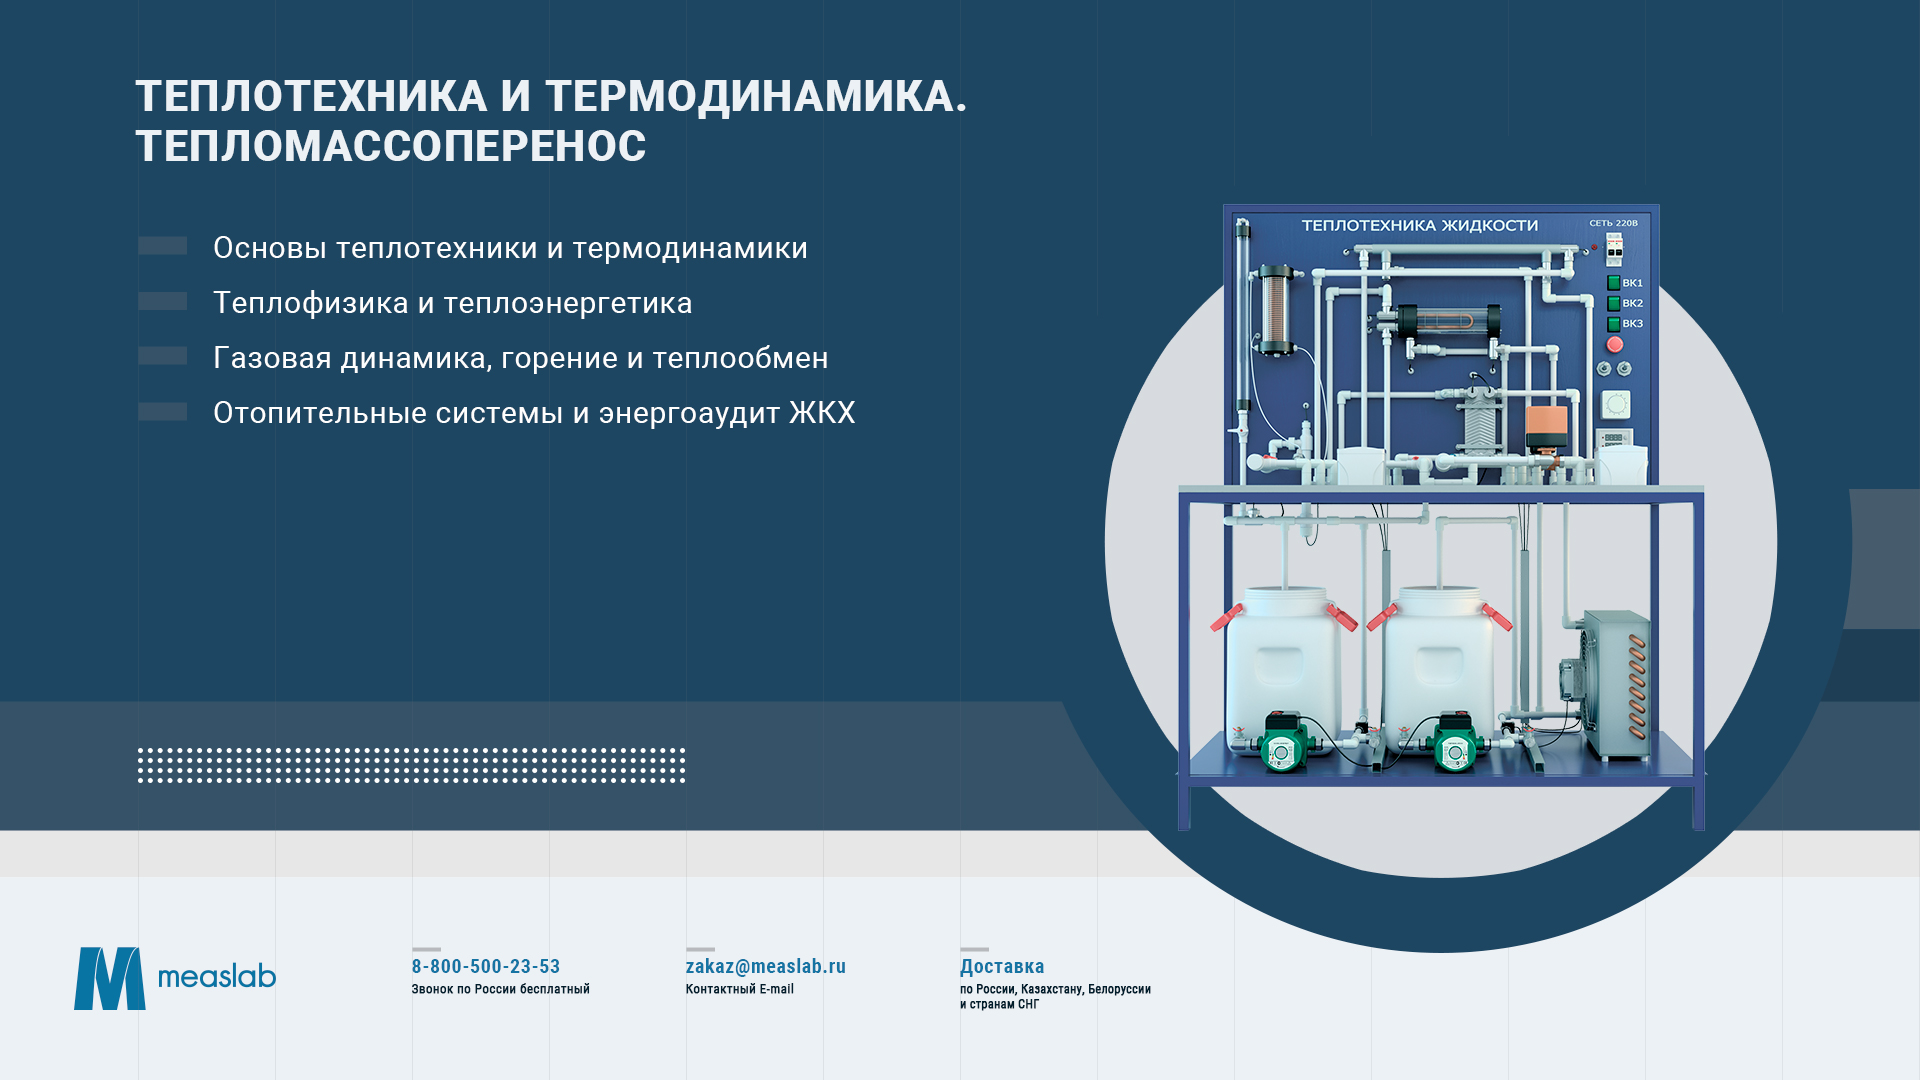 ТЕПЛОТЕХНИКА И ТЕРМОДИНАМИКА.
ТЕПЛОМАССОПЕРЕНОС
Основы теплотехники и термодинамики
Теплофизика и теплоэнергетика
Газовая динамика, горение и теплообмен
Отопительные системы и энергоаудит ЖКХ
ТЕПЛОТЕХНИКА ЖИДКОСТИ
СЕТЬ 220В
ВК1
ВК2
ВК3
measlab
8-800-500-23-53
Звонок по России бесплатный
zakaz@measlab.ru
Контактный E-mail
Доставка
по России, Казахстану, Белоруссии
и странам СНГ